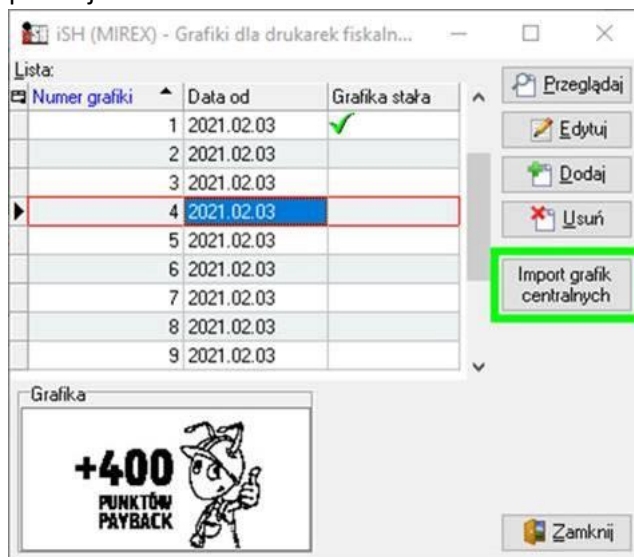 iSH (MIREX) - Grafiki dla drukarek fiskaln...
Lista:
Numer grafiki Data od Grafika stała
1 2021.02.03
2 2021.02.03
3 2021.02.03
4 2021.02.03
5 2021.02.03
6 2021.02.03
7 2021.02.03
8 2021.02.03
9 2021.02.03
Przeglądaj
Edytuj
Dodaj
Usuń
Import grafik
centralnych
Grafika
+400
PUNKTÓW
PAYBACK
Zamknij